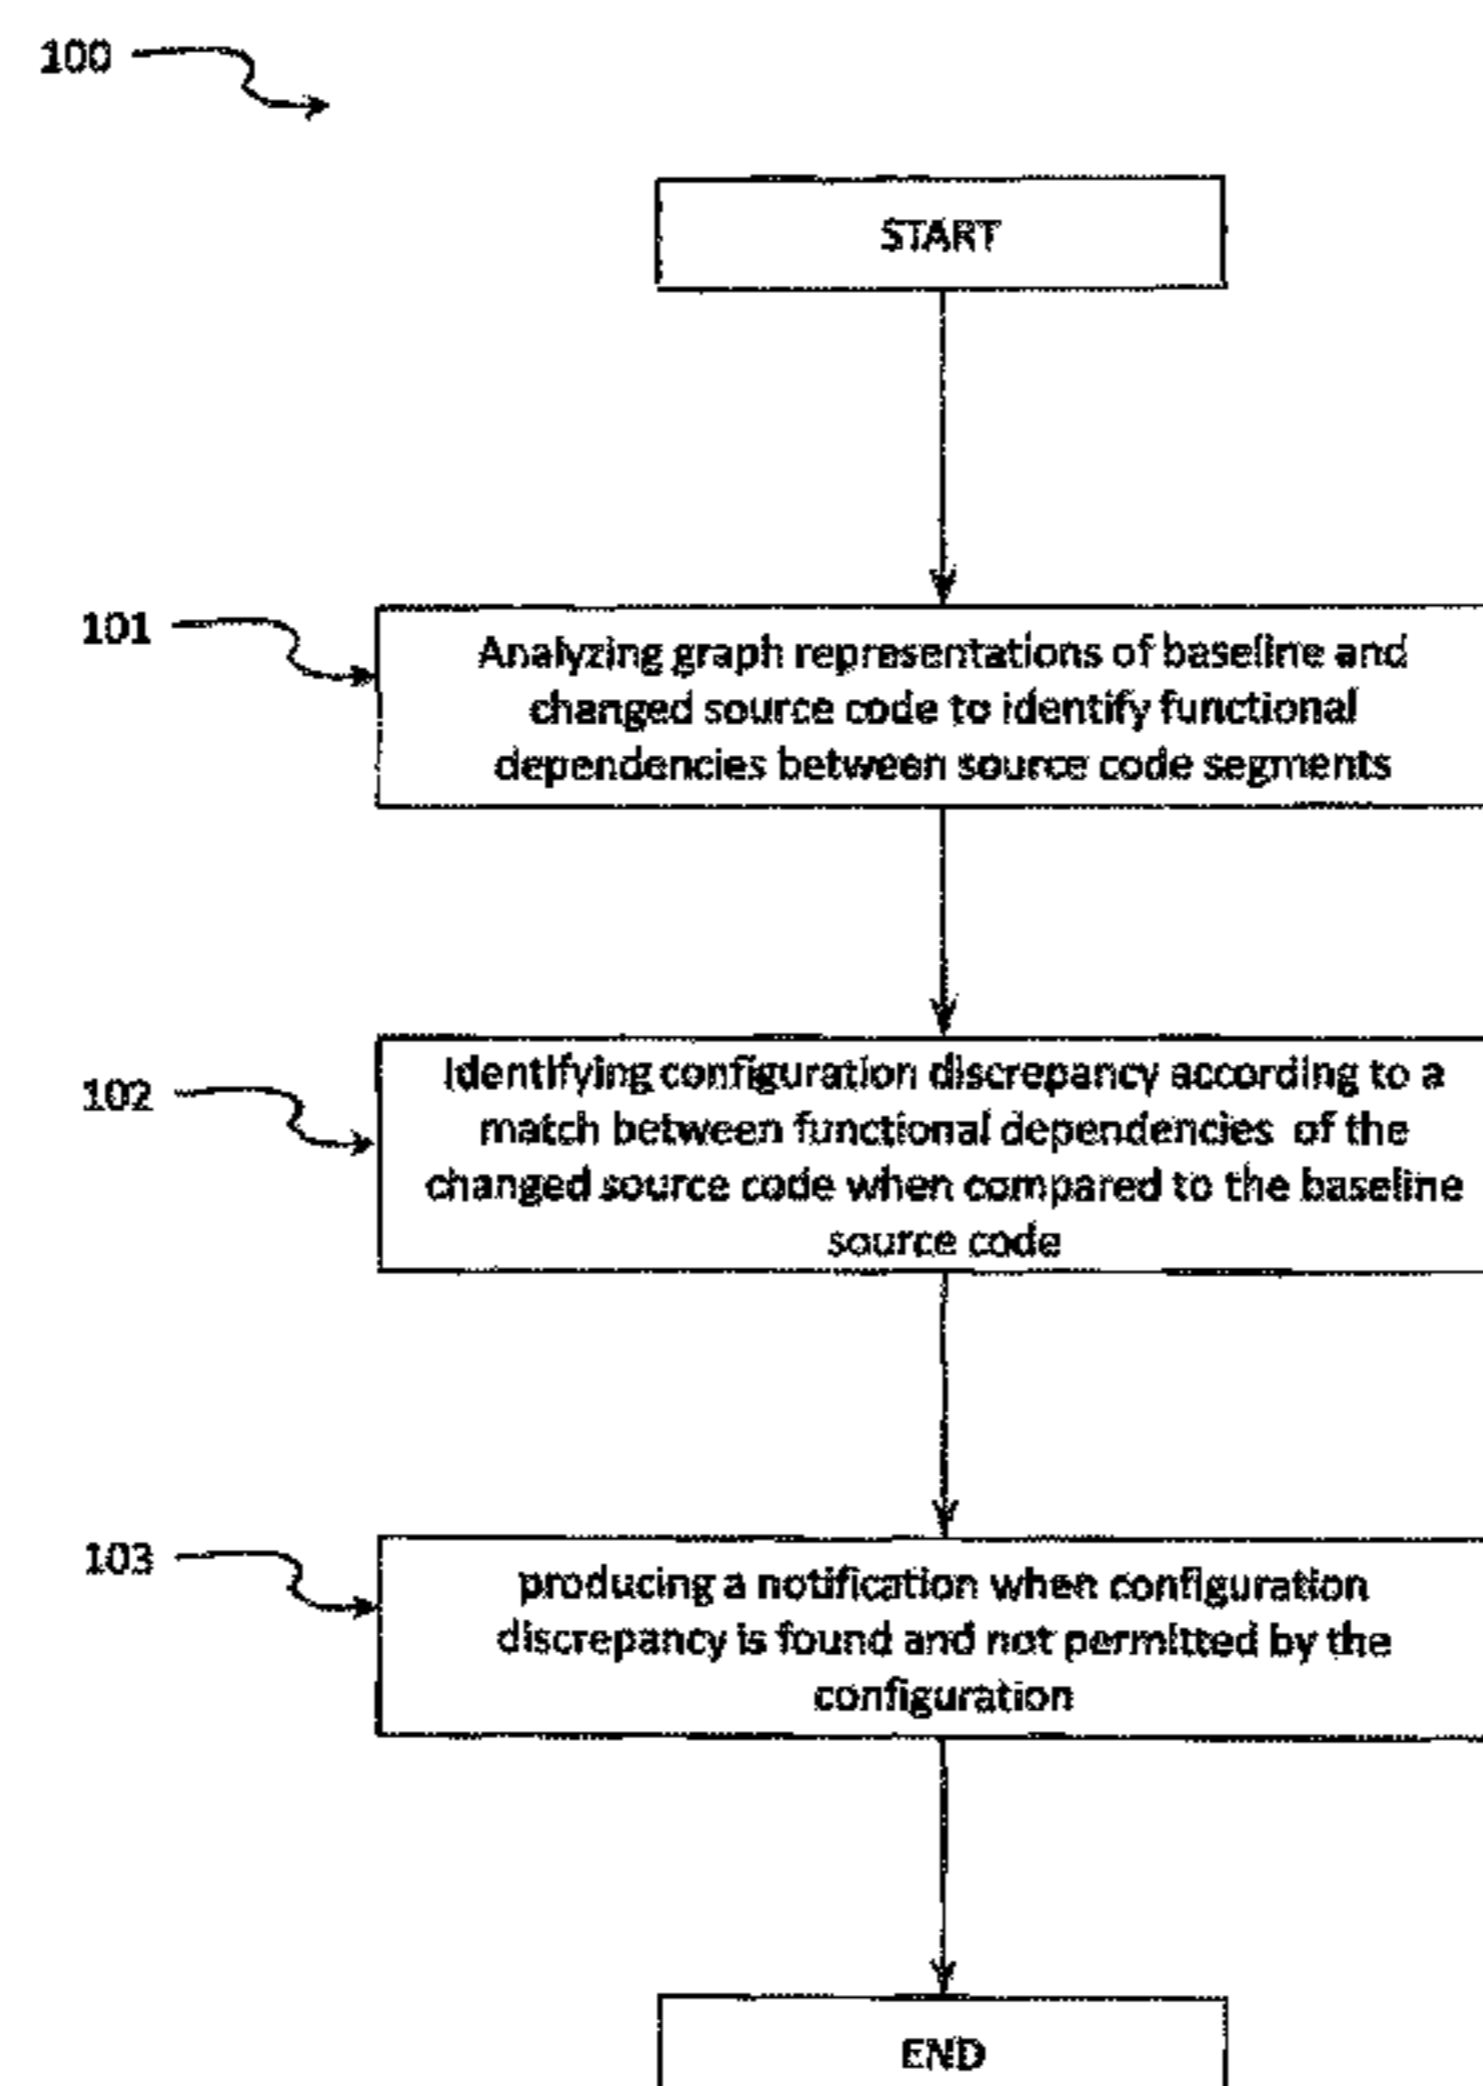 100
START
101
Analyzing graph representations of baseline and
changed source code to identify functional
dependencies between source code segments
102
Identifying configuration discrepancy according to a
match between functional dependencies of the
changed source code when compared to the baseline
source code
103
producing a notification when configuration
discrepancy is found and not permitted by the
configuration
END